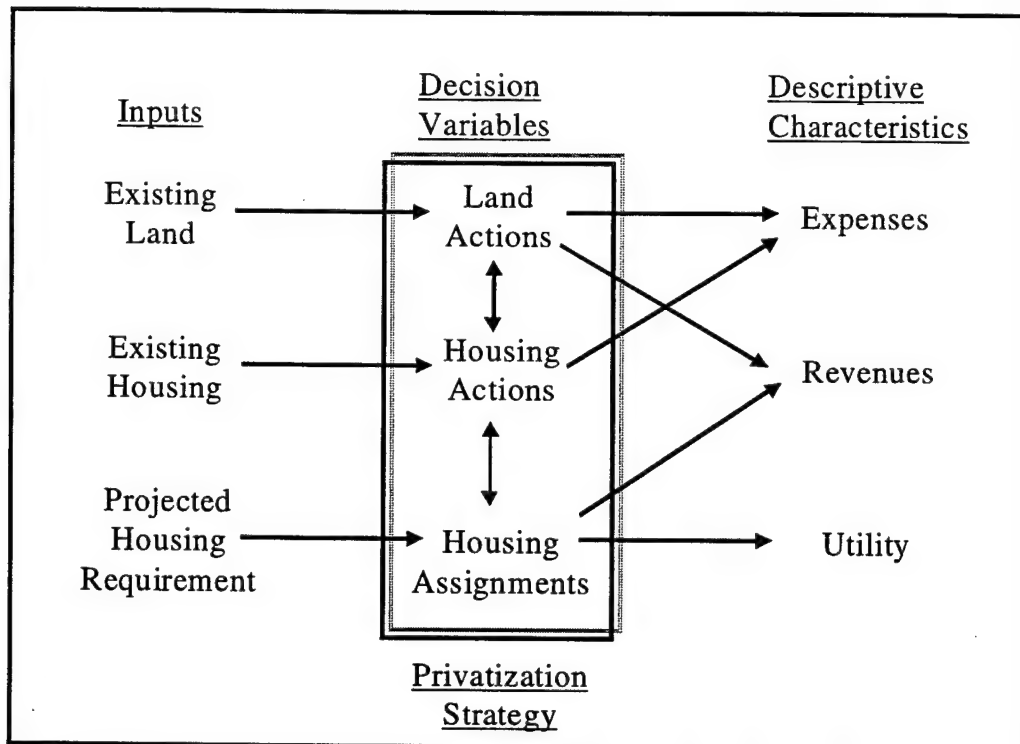 Inputs
Decision
Variables
Descriptive
Characteristics
Existing
Land
Land
Actions
Expenses
Existing
Housing
Housing
Actions
Revenues
Projected
Housing
Requirement
Housing
Assignments
Utility
Privatization
Strategy